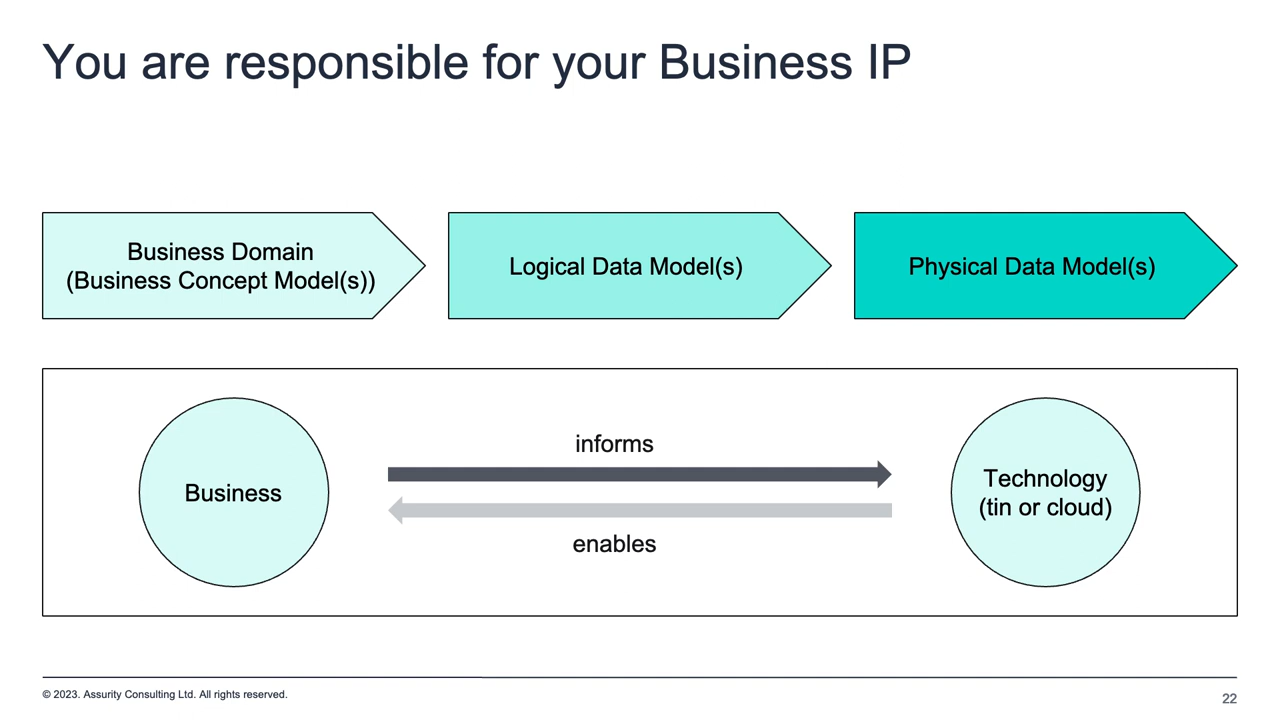 You are responsible for your Business IP
Business Domain
(Business Concept Model(s))
Logical Data Model(s)
Physical Data Model(s)
informs
Business
Technology
(tin or cloud)
enables
© 2023. Assurity Consulting Ltd. All rights reserved.
22